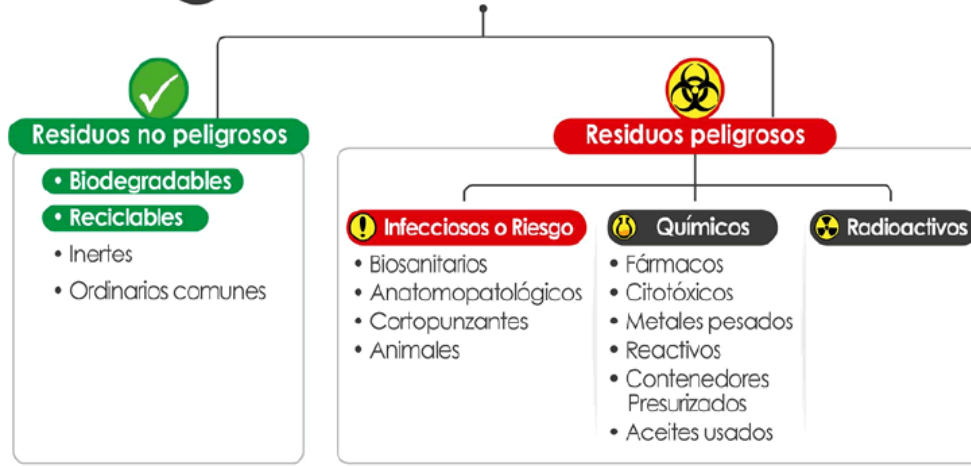 Residuos no peligrosos
• Biodegradables
• Reciclables
• Inertes
• Ordinarios comunes
Residuos peligrosos
Infecciosos o Riesgo
• Biosanitarios
• Anatomopatológicos
• Cortopunzantes
• Animales
Químicos
• Fármacos
• Citotóxicos
• Metales pesados
• Reactivos
• Contenedores
Presurizados
• Aceites usados
Radioactivos